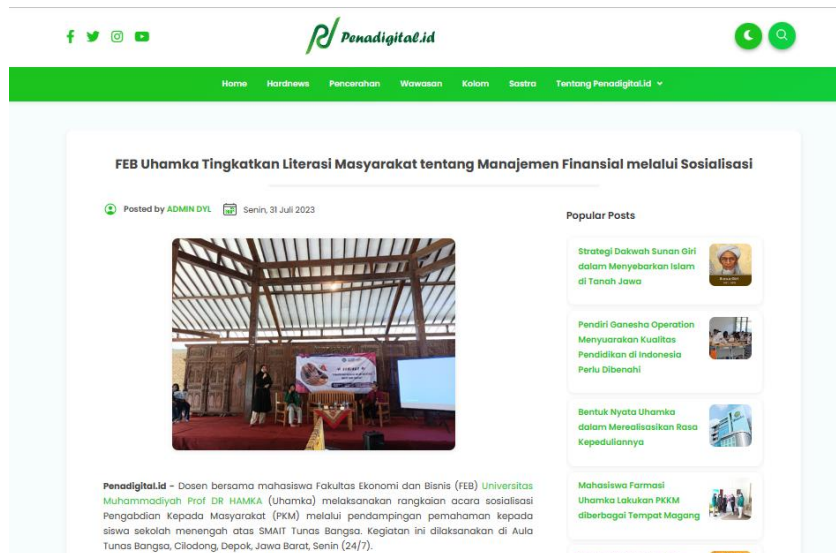 Penadigital.id
Home Hardnews Pencerahan Wawasan Kolom Sastra Tentang Penadigital.id
FEB Uhamka Tingkatkan Literasi Masyarakat tentang Manajemen Finansial melalui Sosialisasi
Posted by ADMIN DYL Senin, 31 Juli 2023
Penadigital.id - Dosen bersama mahasiswa Fakultas Ekonomi dan Bisnis (FEB) Universitas
Muhammadiyah Prof DR HAMKA (Uhamka) melaksanakan rangkaian acara sosialisasi
Pengabdian Kepada Masyarakat (PKM) melalui pendampingan pemahaman kepada
siswa sekolah menengah atas SMAIT Tunas Bangsa. Kegiatan ini dilaksanakan di Aula
Tunas Bangsa, Cilodong, Depok, Jawa Barat, Senin (24/7).
Popular Posts
Strategi Dakwah Sunan Giri
dalam Menyebarkan Islam
di Tanah Jawa
Pendiri Ganesha Operation
Menyuarakan Kualitas
Pendidikan di Indonesia
Perlu Dibenahi
Bentuk Nyata Uhamka
dalam Merealisasikan Rasa
Kepeduliannya
Mahasiswa Farmasi
Uhamka Lakukan PKKM
diberbagai Tempat Magang